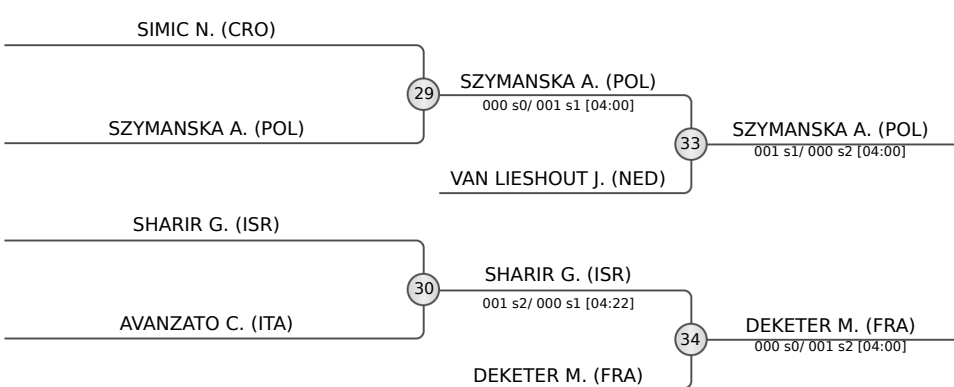 SIMIC N. (CRO)
29
SZYMANSKA A. (POL)
000 s0/ 001 s1 [04:00]
SZYMANSKA A. (POL)
33
SZYMANSKA A. (POL)
001 s1/ 000 s2 [04:00]
VAN LIESHOUT J. (NED)
SHARIR G. (ISR)
30
SHARIR G. (ISR)
001 s2/ 000 s1 [04:22]
AVANZATO C. (ITA)
34
DEKETER M. (FRA)
000 s0/ 001 s2 [04:00]
DEKETER M. (FRA)